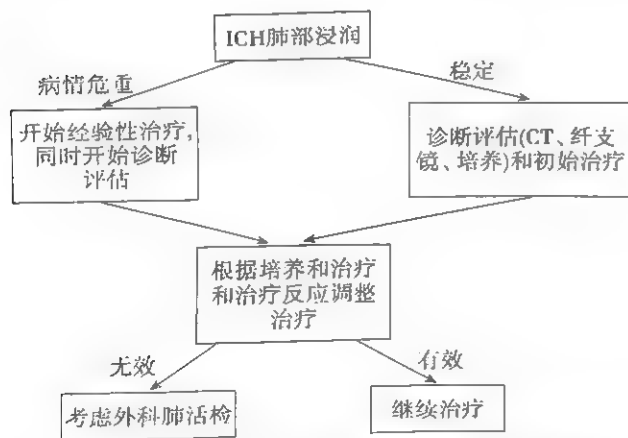 ICH肺部浸润
病情危重
稳定
开始经验性治疗,
同时开始诊断
评估
诊断评估(CT、纤支
镜、培养)和初始治疗
根据培养和治疗
和治疗反应调整
治疗
无效
有效
考虑外科肺活检
继续治疗